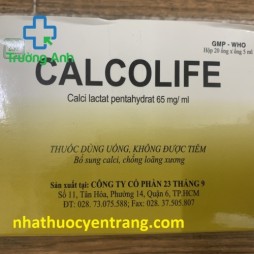 Trường Anh
GMP - WHO
Hộp 20 ống x ống 5 ml
CALCOLIFE
Calci lactat pentahydrat 65 mg/ ml
THUỐC DÙNG UỐNG, KHÔNG ĐƯỢC TIÊM
Bổ sung calci, chống loãng xương
Sản xuất tại: CÔNG TY CỔ PHẦN 23 THÁNG 9
Số 11, Tân Hóa, Phường 14, Quận 6, TP.HCM
ĐT: 028. 73.075.588; Fax: 028. 37.505.807
nhathuocyentrang.com